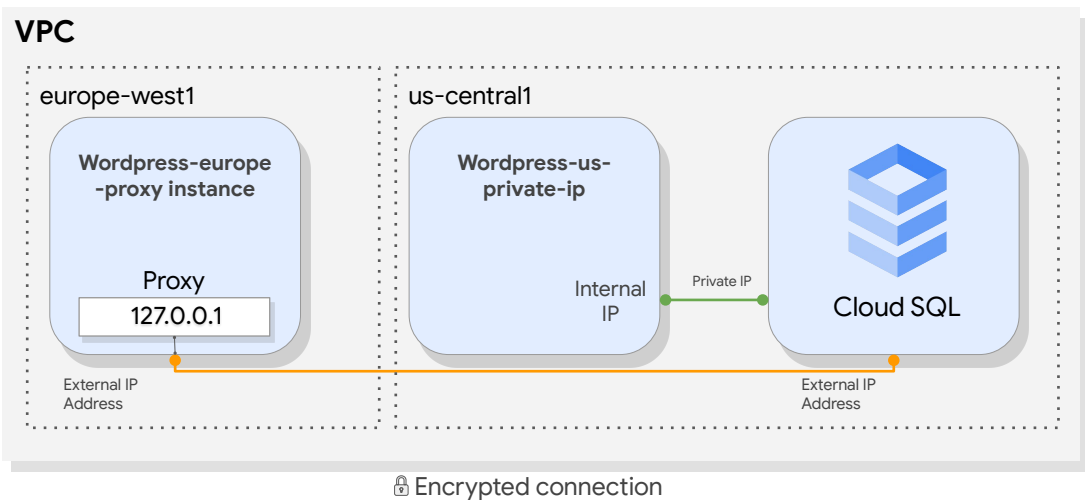 VPC
europe-west1
Wordpress-europe
-proxy instance
Proxy
127.0.0.1
External IP
Address
us-central1
Wordpress-us-
private-ip
Internal
IP
Private IP
Cloud SQL
External IP
Address
Encrypted connection